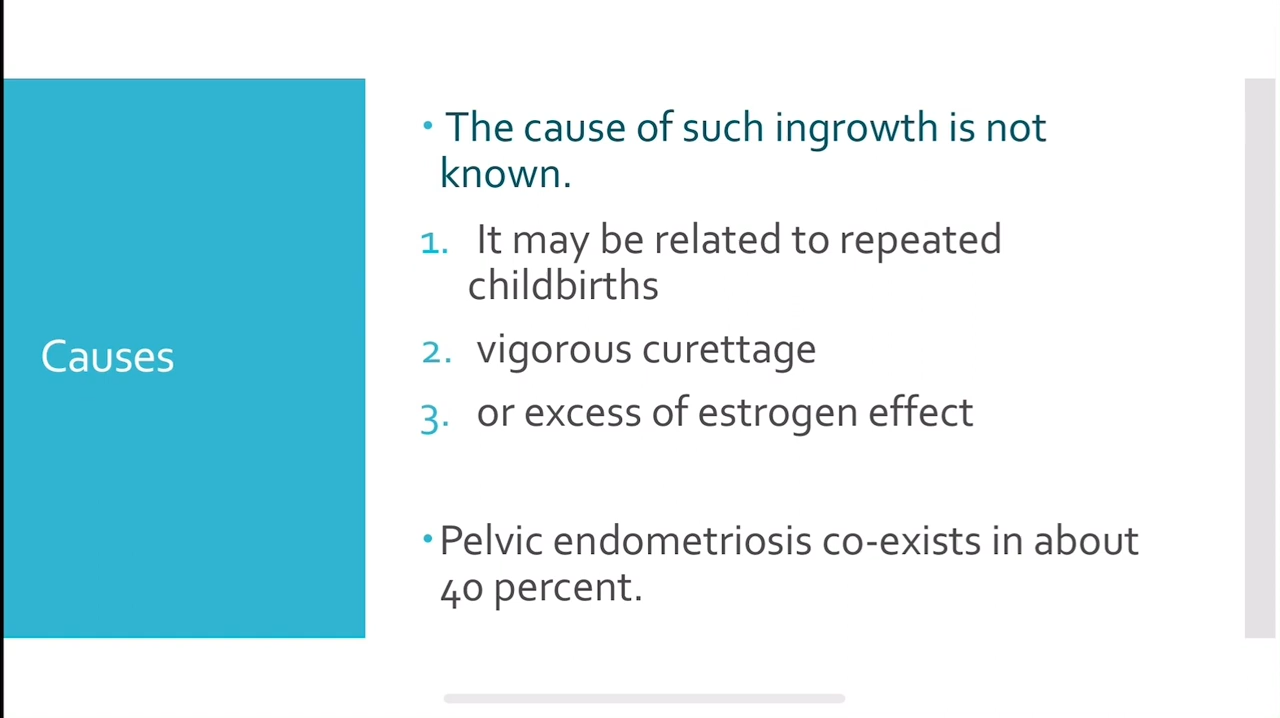 Causes
• The cause of such ingrowth is not
known.
1. It may be related to repeated
childbirths
2. vigorous curettage
3. or excess of estrogen effect
• Pelvic endometriosis co-exists in about
40 percent.